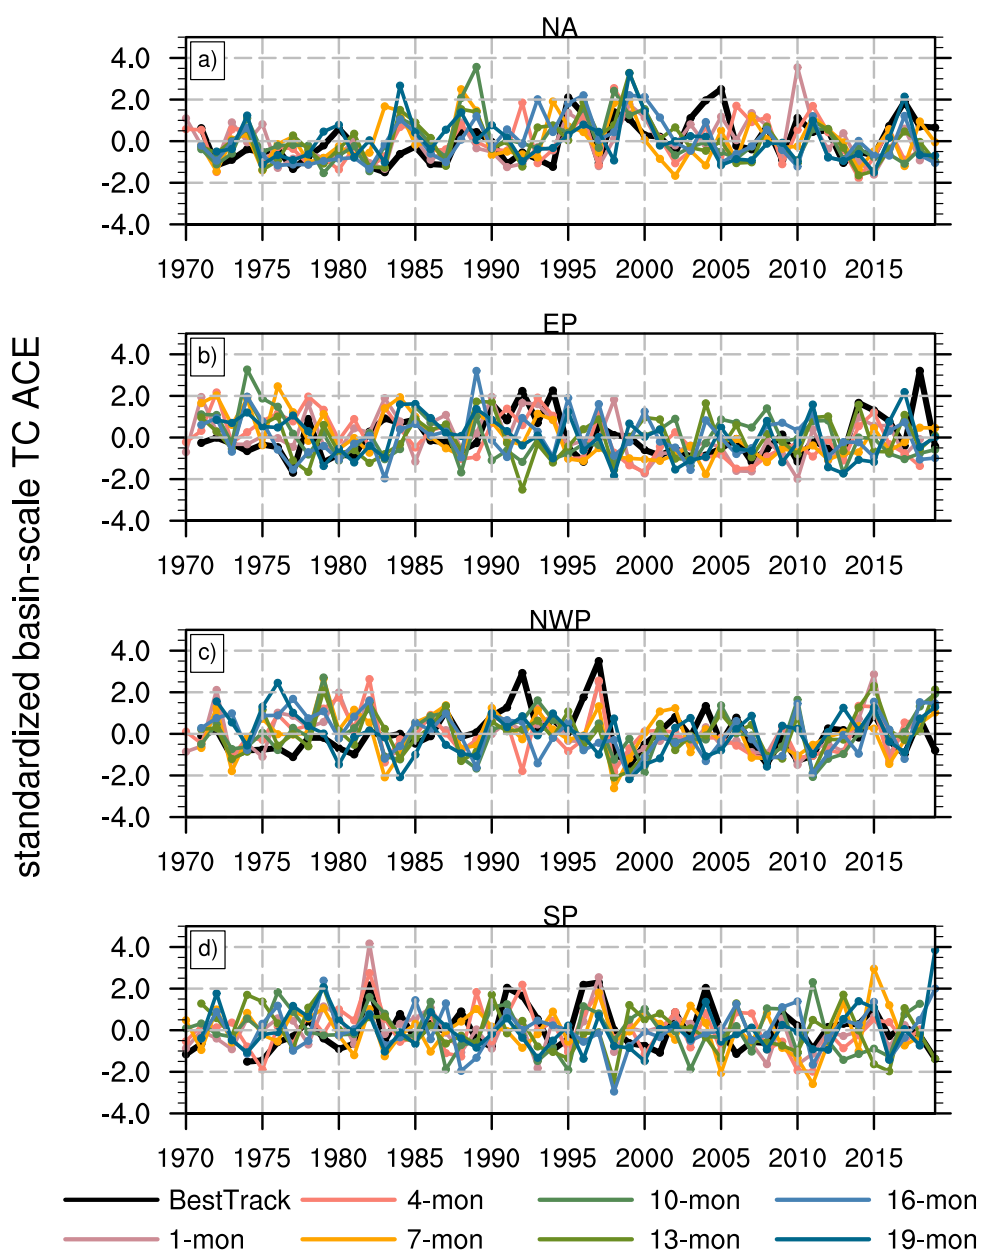 NA
a)
4.0
2.0
0.0
-2.0
-4.0
1970 1975 1980 1985 1990 1995 2000 2005 2010 2015
EP
b)
4.0
2.0
0.0
-2.0
-4.0
1970 1975 1980 1985 1990 1995 2000 2005 2010 2015
standardized basin-scale TC ACE
NWP
c)
4.0
2.0
0.0
-2.0
-4.0
1970 1975 1980 1985 1990 1995 2000 2005 2010 2015
SP
d)
4.0
2.0
0.0
-2.0
-4.0
1970 1975 1980 1985 1990 1995 2000 2005 2010 2015
BestTrack 4-mon 10-mon 16-mon
1-mon 7-mon 13-mon 19-mon